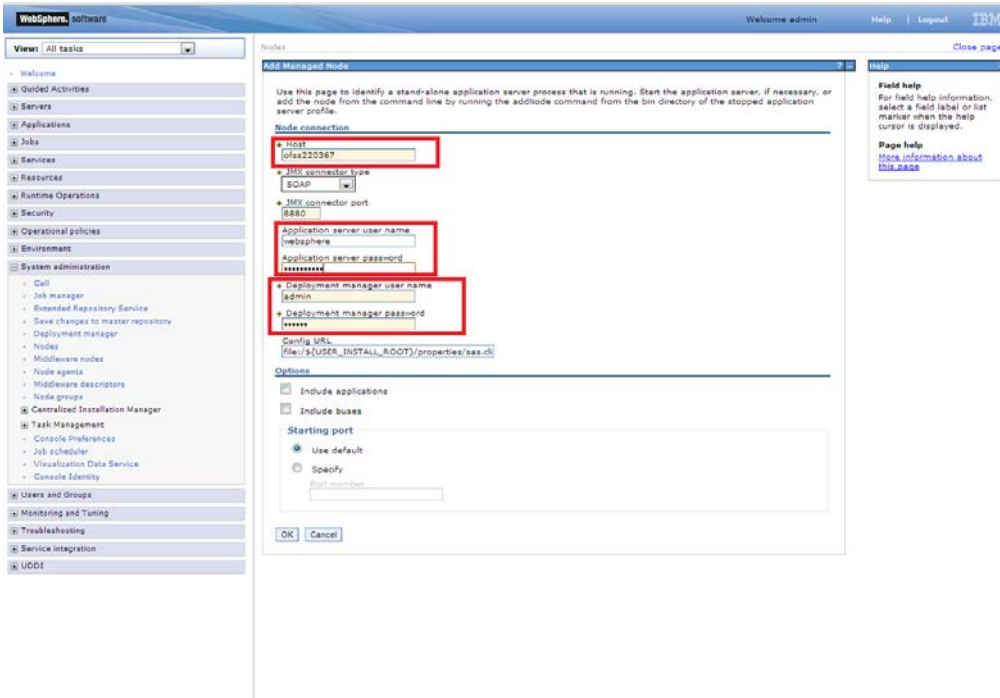 WebSphere. software
Welcome admin
Help | Logout
IBM
View: All tasks
Welcome
Guided Activities
Servers
Applications
Jobs
Services
Resources
Runtime Operations
Security
Operational policies
Environment
System administration
Cell
Job manager
Extended Repository Service
Save changes to master repository
Deployment manager
Nodes
Middleware nodes
Node agents
Middleware descriptors
Node groups
Centralized Installation Manager
Task Management
Console Preferences
Job scheduler
Visualization Data Service
Console Identity
Users and Groups
Monitoring and Tuning
Troubleshooting
Service integration
UDDI
Nodes
Close page
Add Managed Node
? –
Use this page to identify a stand-alone application server process that is running. Start the application server, if necessary, or
add the node from the command line by running the addNode command from the bin directory of the stopped application
server profile.
Node connection
Host
ofss220367
JMX connector type
SOAP
JMX connector port
8880
Application server user name
websphere
Application server password
••••••••••
Deployment manager user name
admin
Deployment manager password
••••••
Config URL
file:/${USER_INSTALL_ROOT}/properties/sas.cli
Options
Include applications
Include buses
Starting port
Use default
Specify
Port number
OK
Cancel
Help
Field help
For field help information,
select a field label or list
marker when the help
cursor is displayed.
Page help
More information about
this page